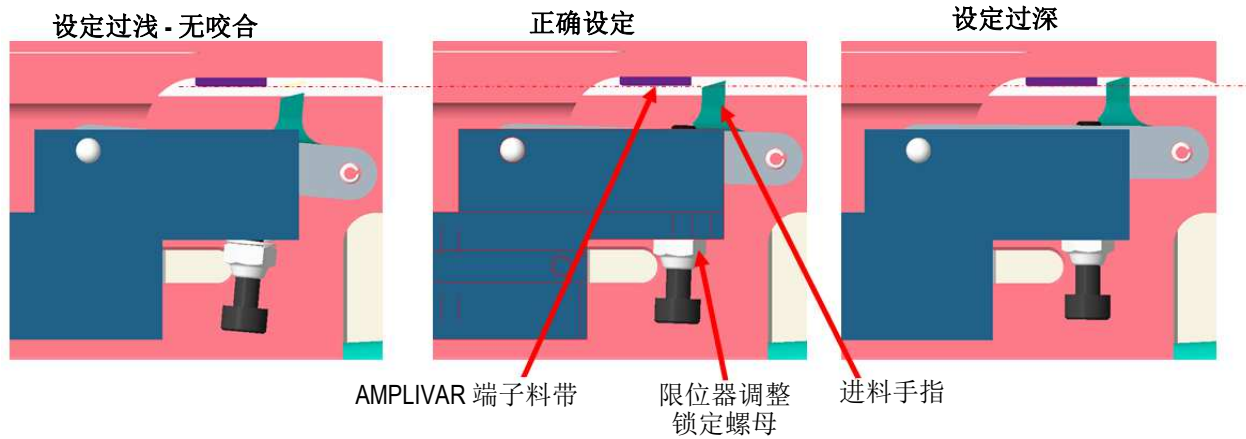 设定过浅 - 无咬合
正确设定
设定过深
AMPLIVAR 端子料带
限位器调整
锁定螺母
进料手指